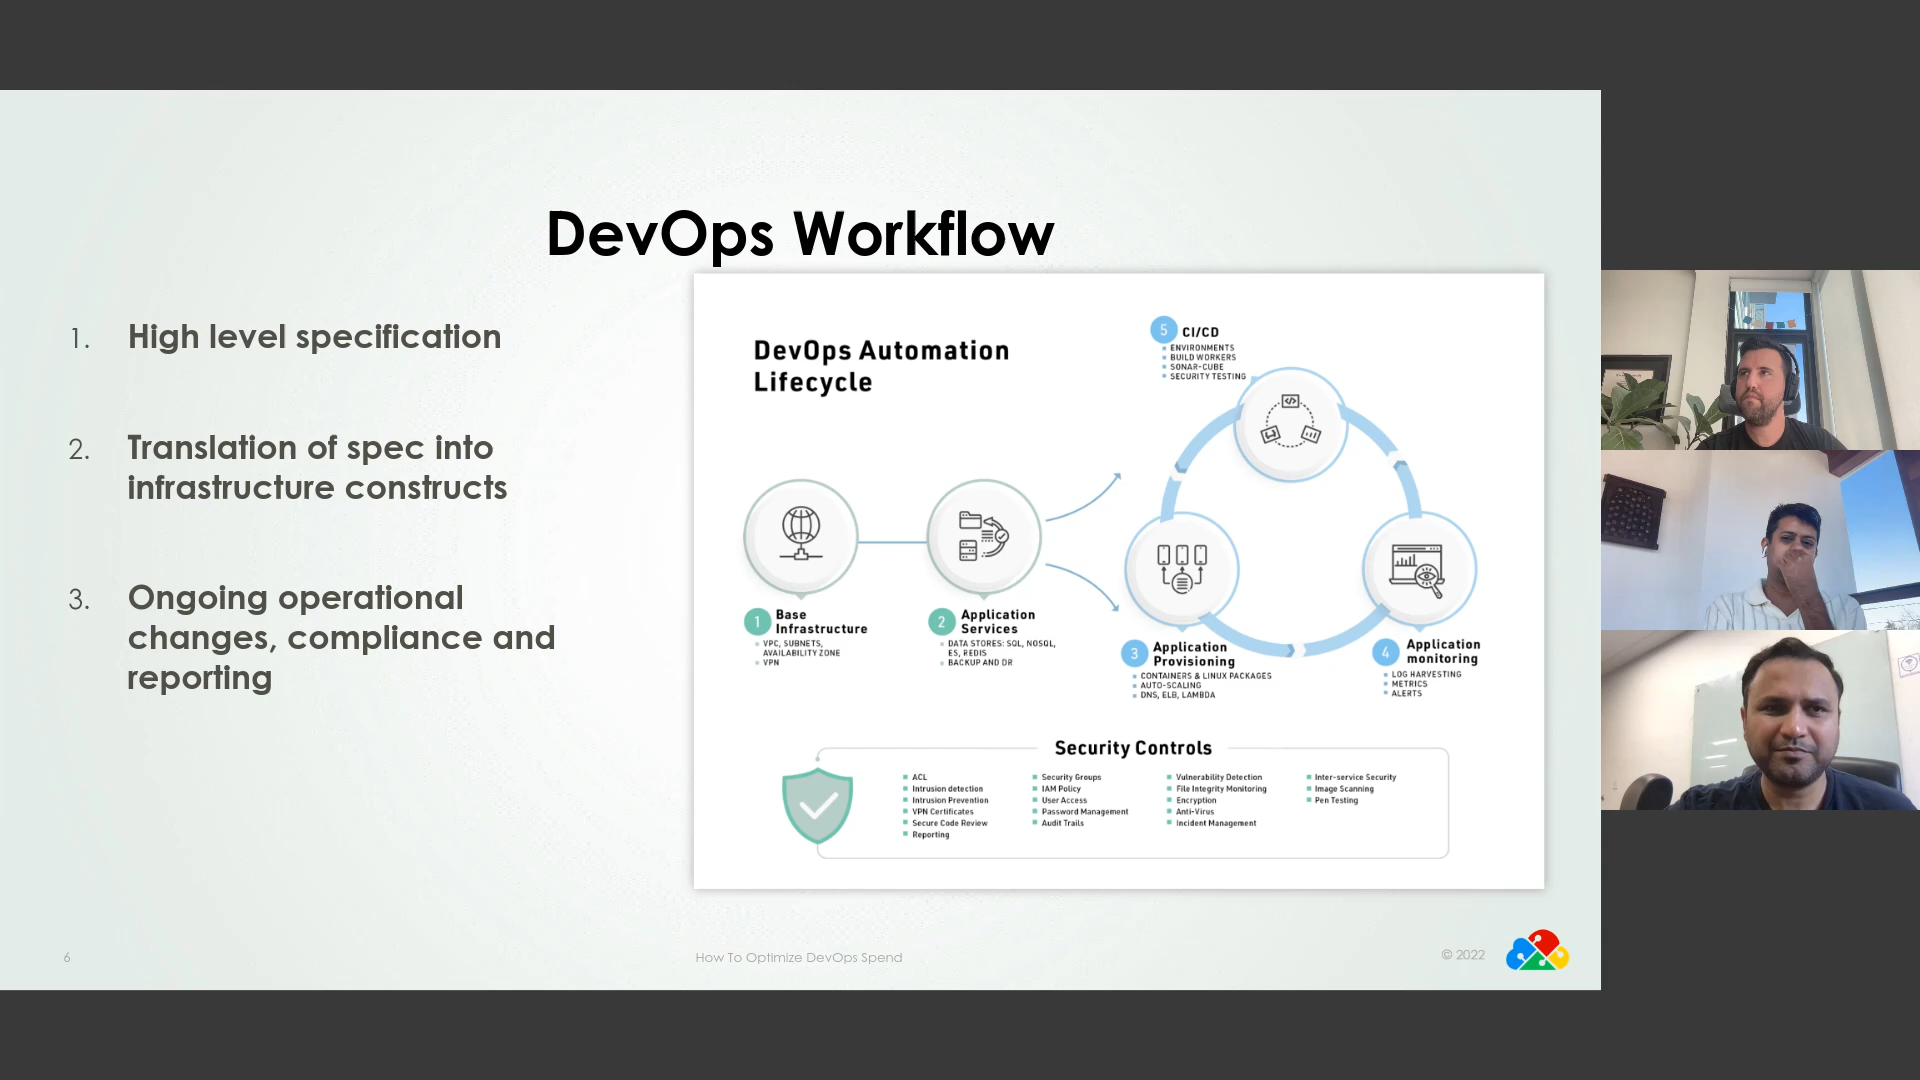 DevOps Workflow
1. High level specification
2. Translation of spec into
infrastructure constructs
3. Ongoing operational
changes, compliance and
reporting
DevOps Automation
Lifecycle
5 CI/CD
ENVIRONMENTS
BUILD WORKERS
SONAR-CUBE
SECURITY TESTING
1 Base
Infrastructure
VPC, SUBNETS,
AVAILABILITY ZONE
VPN
2 Application
Services
DATA STORES: SQL, NOSQL,
ES, REDIS
BACKUP AND DR
3 Application
Provisioning
CONTAINERS & LINUX PACKAGES
AUTO-SCALING
DNS, ELB, LAMBDA
4 Application
monitoring
LOG HARVESTING
METRICS
ALERTS
Security Controls
ACL
Intrusion detection
Intrusion Prevention
VPN Certificates
Secure Code Review
Reporting
Security Groups
IAM Policy
User Access
Password Management
Audit Trails
Vulnerability Detection
File Integrity Monitoring
Encryption
Anti-Virus
Incident Management
Inter-service Security
Image Scanning
Pen Testing
6
How To Optimize DevOps Spend
© 2022